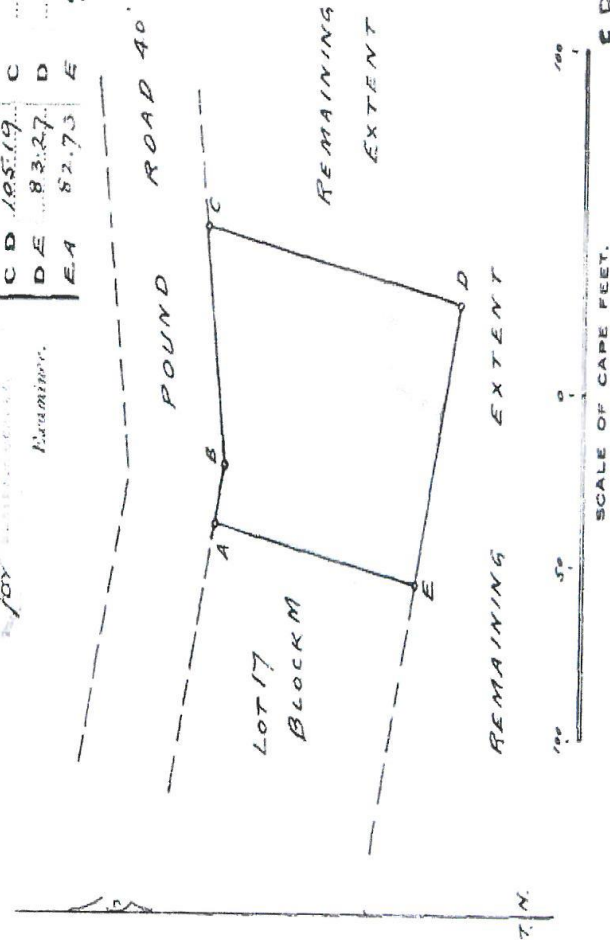 C D 105.19 C
D E 83.27 D
E A 82.73 E
Examiner.
POUND ROAD 40'
A
B
C
D
E
LOT 17
BLOCK M
REMAINING
EXTENT
REMAINING EXTENT
100 50 0 100
SCALE OF CAPE FEET.
T. N.